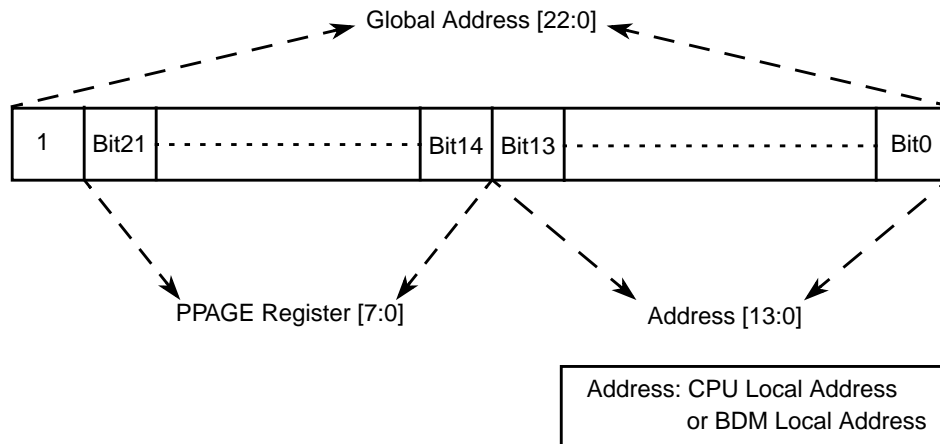 Global Address [22:0]
1 Bit21 Bit14 Bit13 Bit0
PPAGE Register [7:0]
Address [13:0]
Address: CPU Local Address
or BDM Local Address